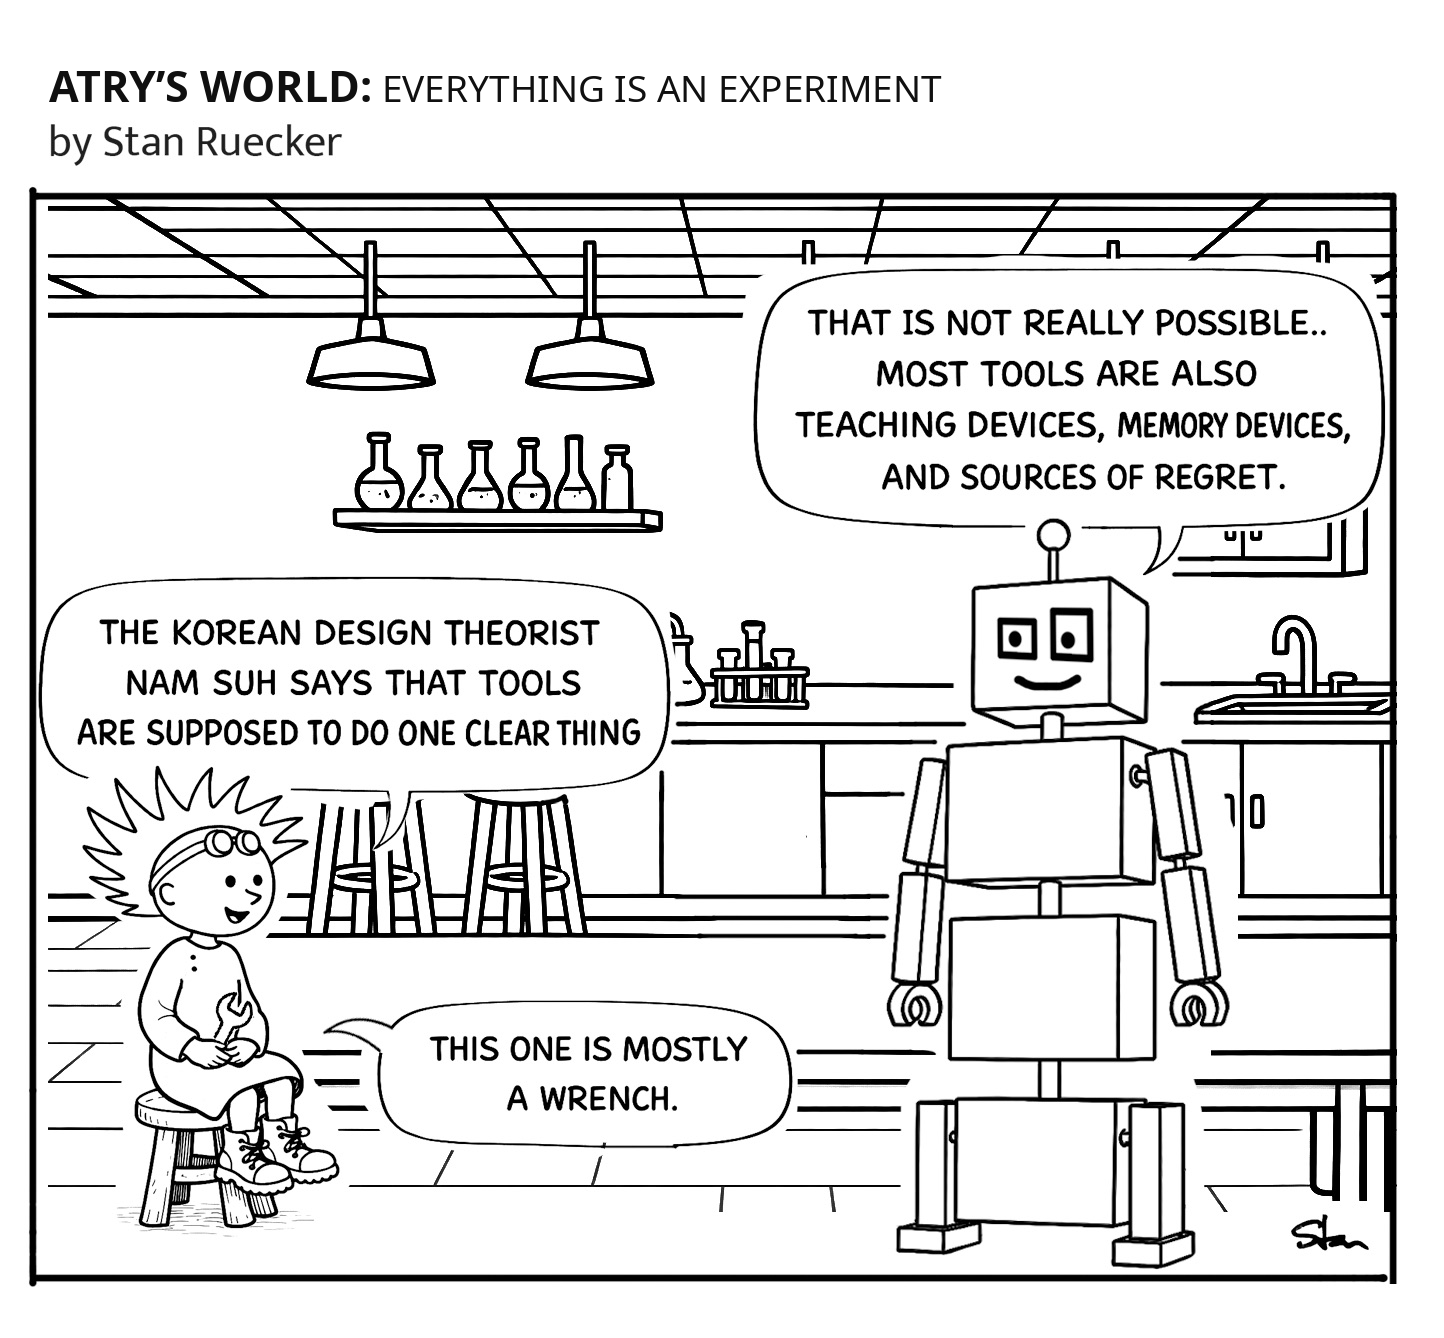 ATRY'S WORLD: EVERYTHING IS AN EXPERIMENT
by Stan Ruecker
THE KOREAN DESIGN THEORIST
NAM SUH SAYS THAT TOOLS
ARE SUPPOSED TO DO ONE CLEAR THING
THAT IS NOT REALLY POSSIBLE..
MOST TOOLS ARE ALSO
TEACHING DEVICES, MEMORY DEVICES,
AND SOURCES OF REGRET.
THIS ONE IS MOSTLY
A WRENCH.
Stan